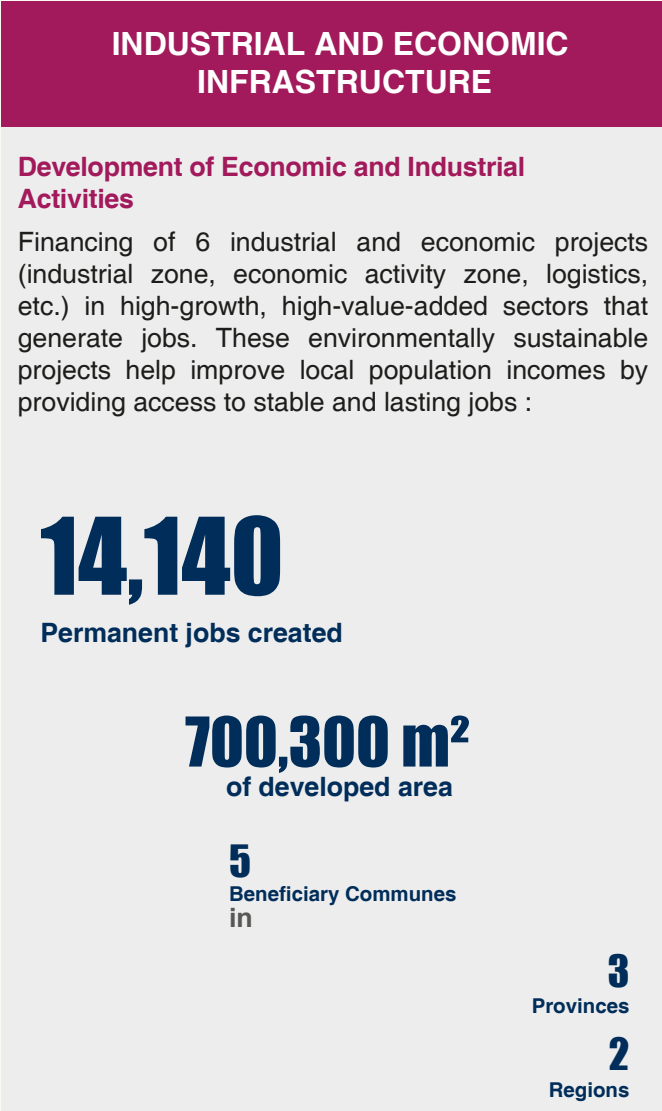 INDUSTRIAL AND ECONOMIC
INFRASTRUCTURE
Development of Economic and Industrial
Activities
Financing of 6 industrial and economic projects
(industrial zone, economic activity zone, logistics,
etc.) in high-growth, high-value-added sectors that
generate jobs. These environmentally sustainable
projects help improve local population incomes by
providing access to stable and lasting jobs :
14,140
Permanent jobs created
700,300 m²
of developed area
5
Beneficiary Communes
in
3
Provinces
2
Regions